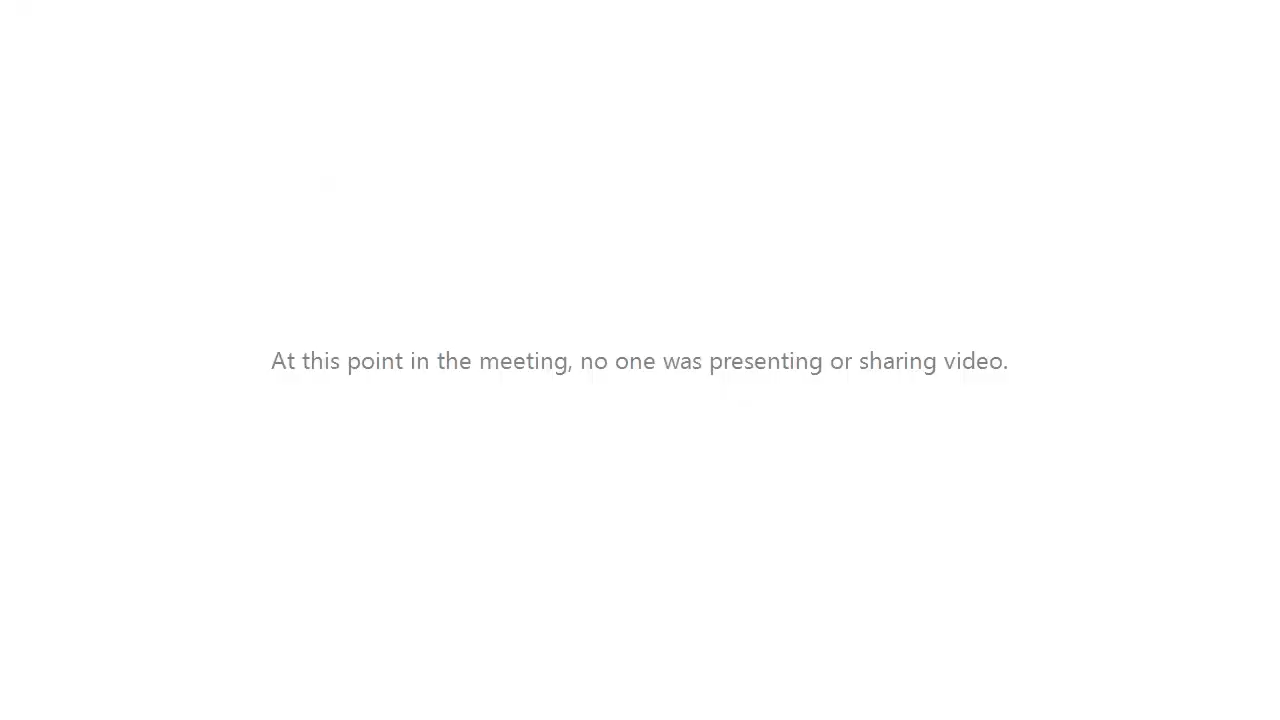 At this point in the meeting, no one was presenting or sharing video.